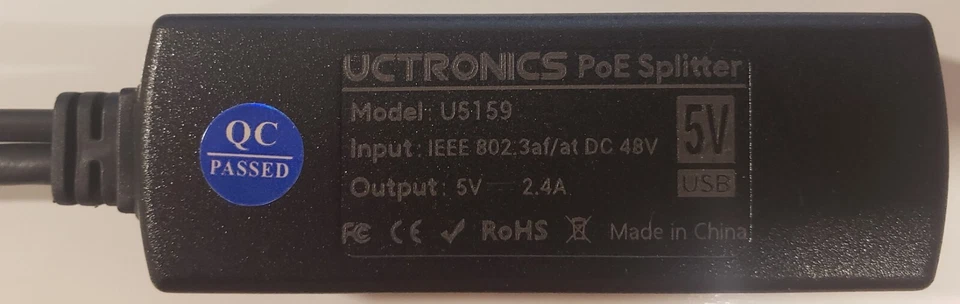 QC
PASSED
UCTRONICS PoE Splitter
Model: U5159
Input: IEEE 802.3af/at DC 48V
Output: 5V 2.4A
5V
USB
FC CE RoHS Made in China